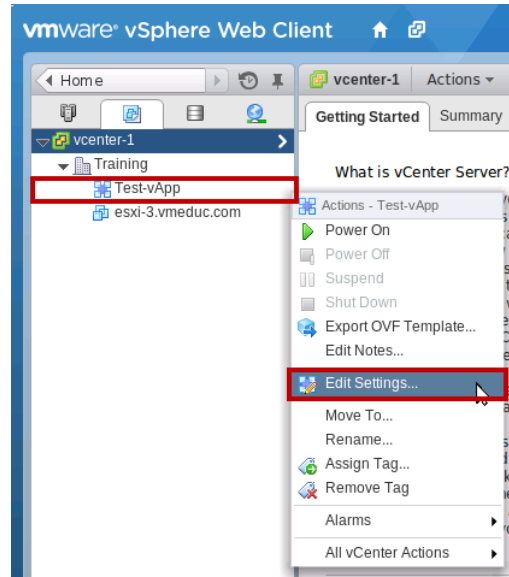 vmware® vSphere Web Client
Home
vcenter-1 Actions
Getting Started Summary
vcenter-1
Training
Test-vApp
esxi-3.vmeduc.com
What is vCenter Server?
Actions - Test-vApp
Power On
Power Off
Suspend
Shut Down
Export OVF Template...
Edit Notes...
Edit Settings...
Move To...
Rename...
Assign Tag...
Remove Tag
Alarms
All vCenter Actions